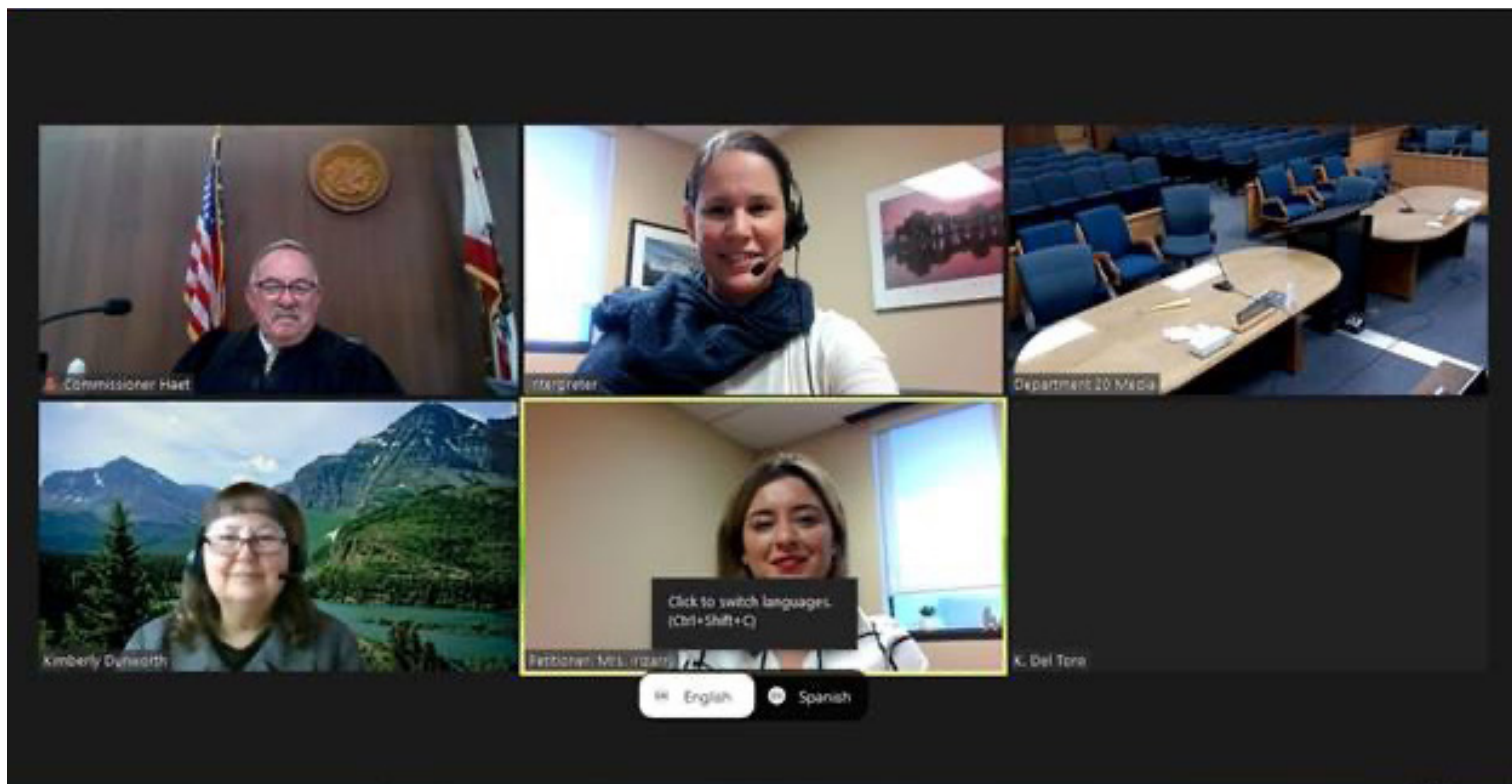 Commissioner Haet
Interpreter
Department 20 Media
Click to switch languages.
(Ctrl+Shift+C)
Kimberly Dunworth
Petitioner, Mrs.
K. Del Toro
English
Spanish